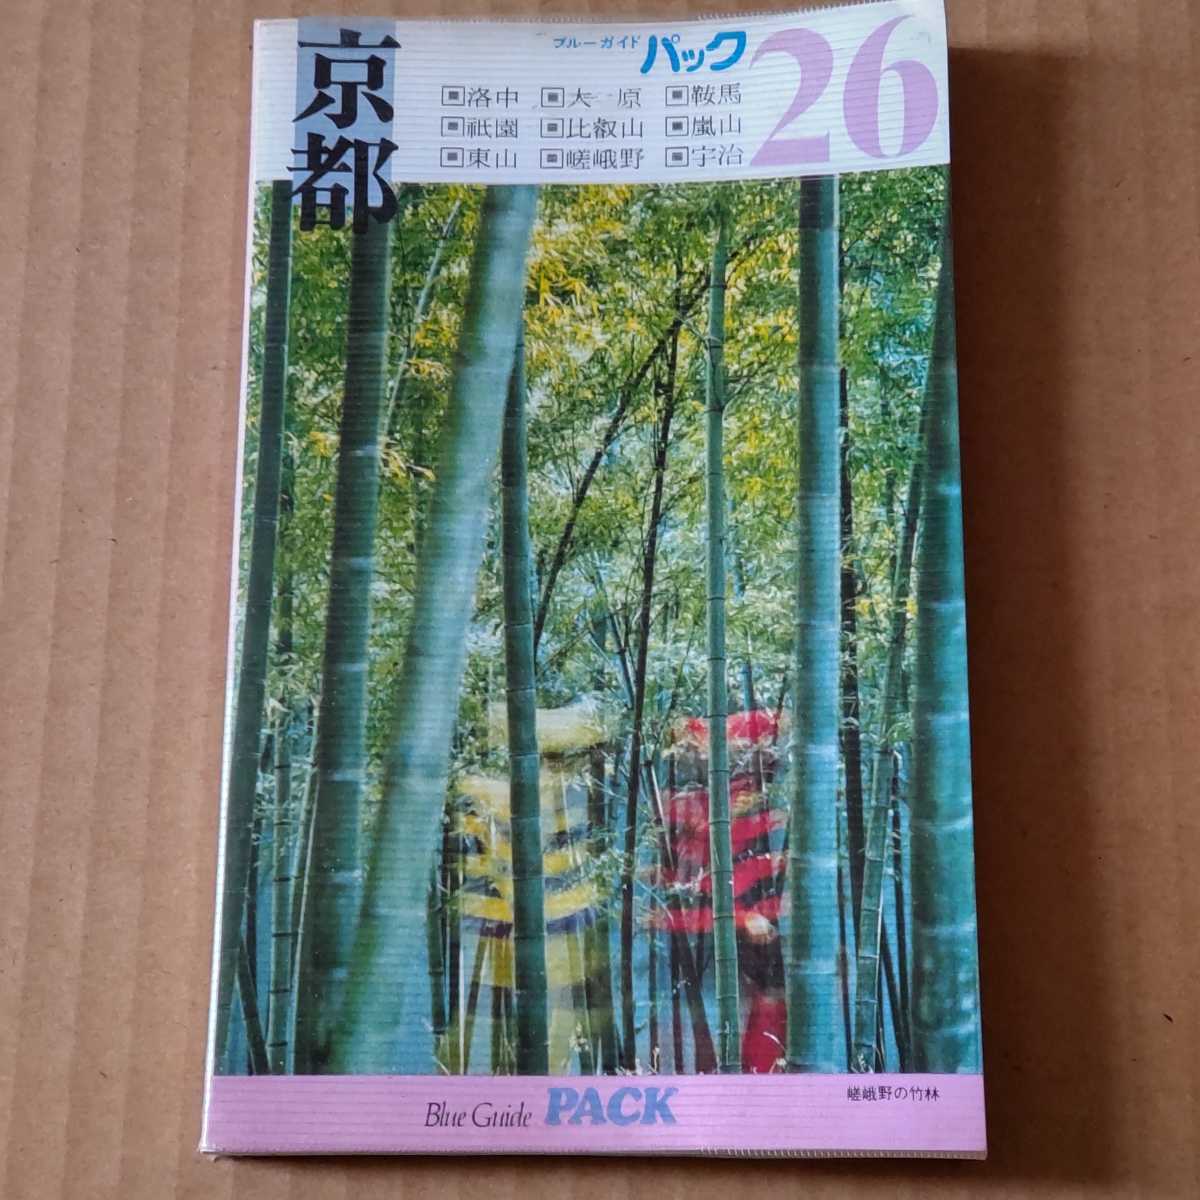 京都
ブルーガイド パック 26
洛中 大原 鞍馬
祇園 比叡山 嵐山
東山 嵯峨野 宇治
嵯峨野の竹林
Blue Guide PACK